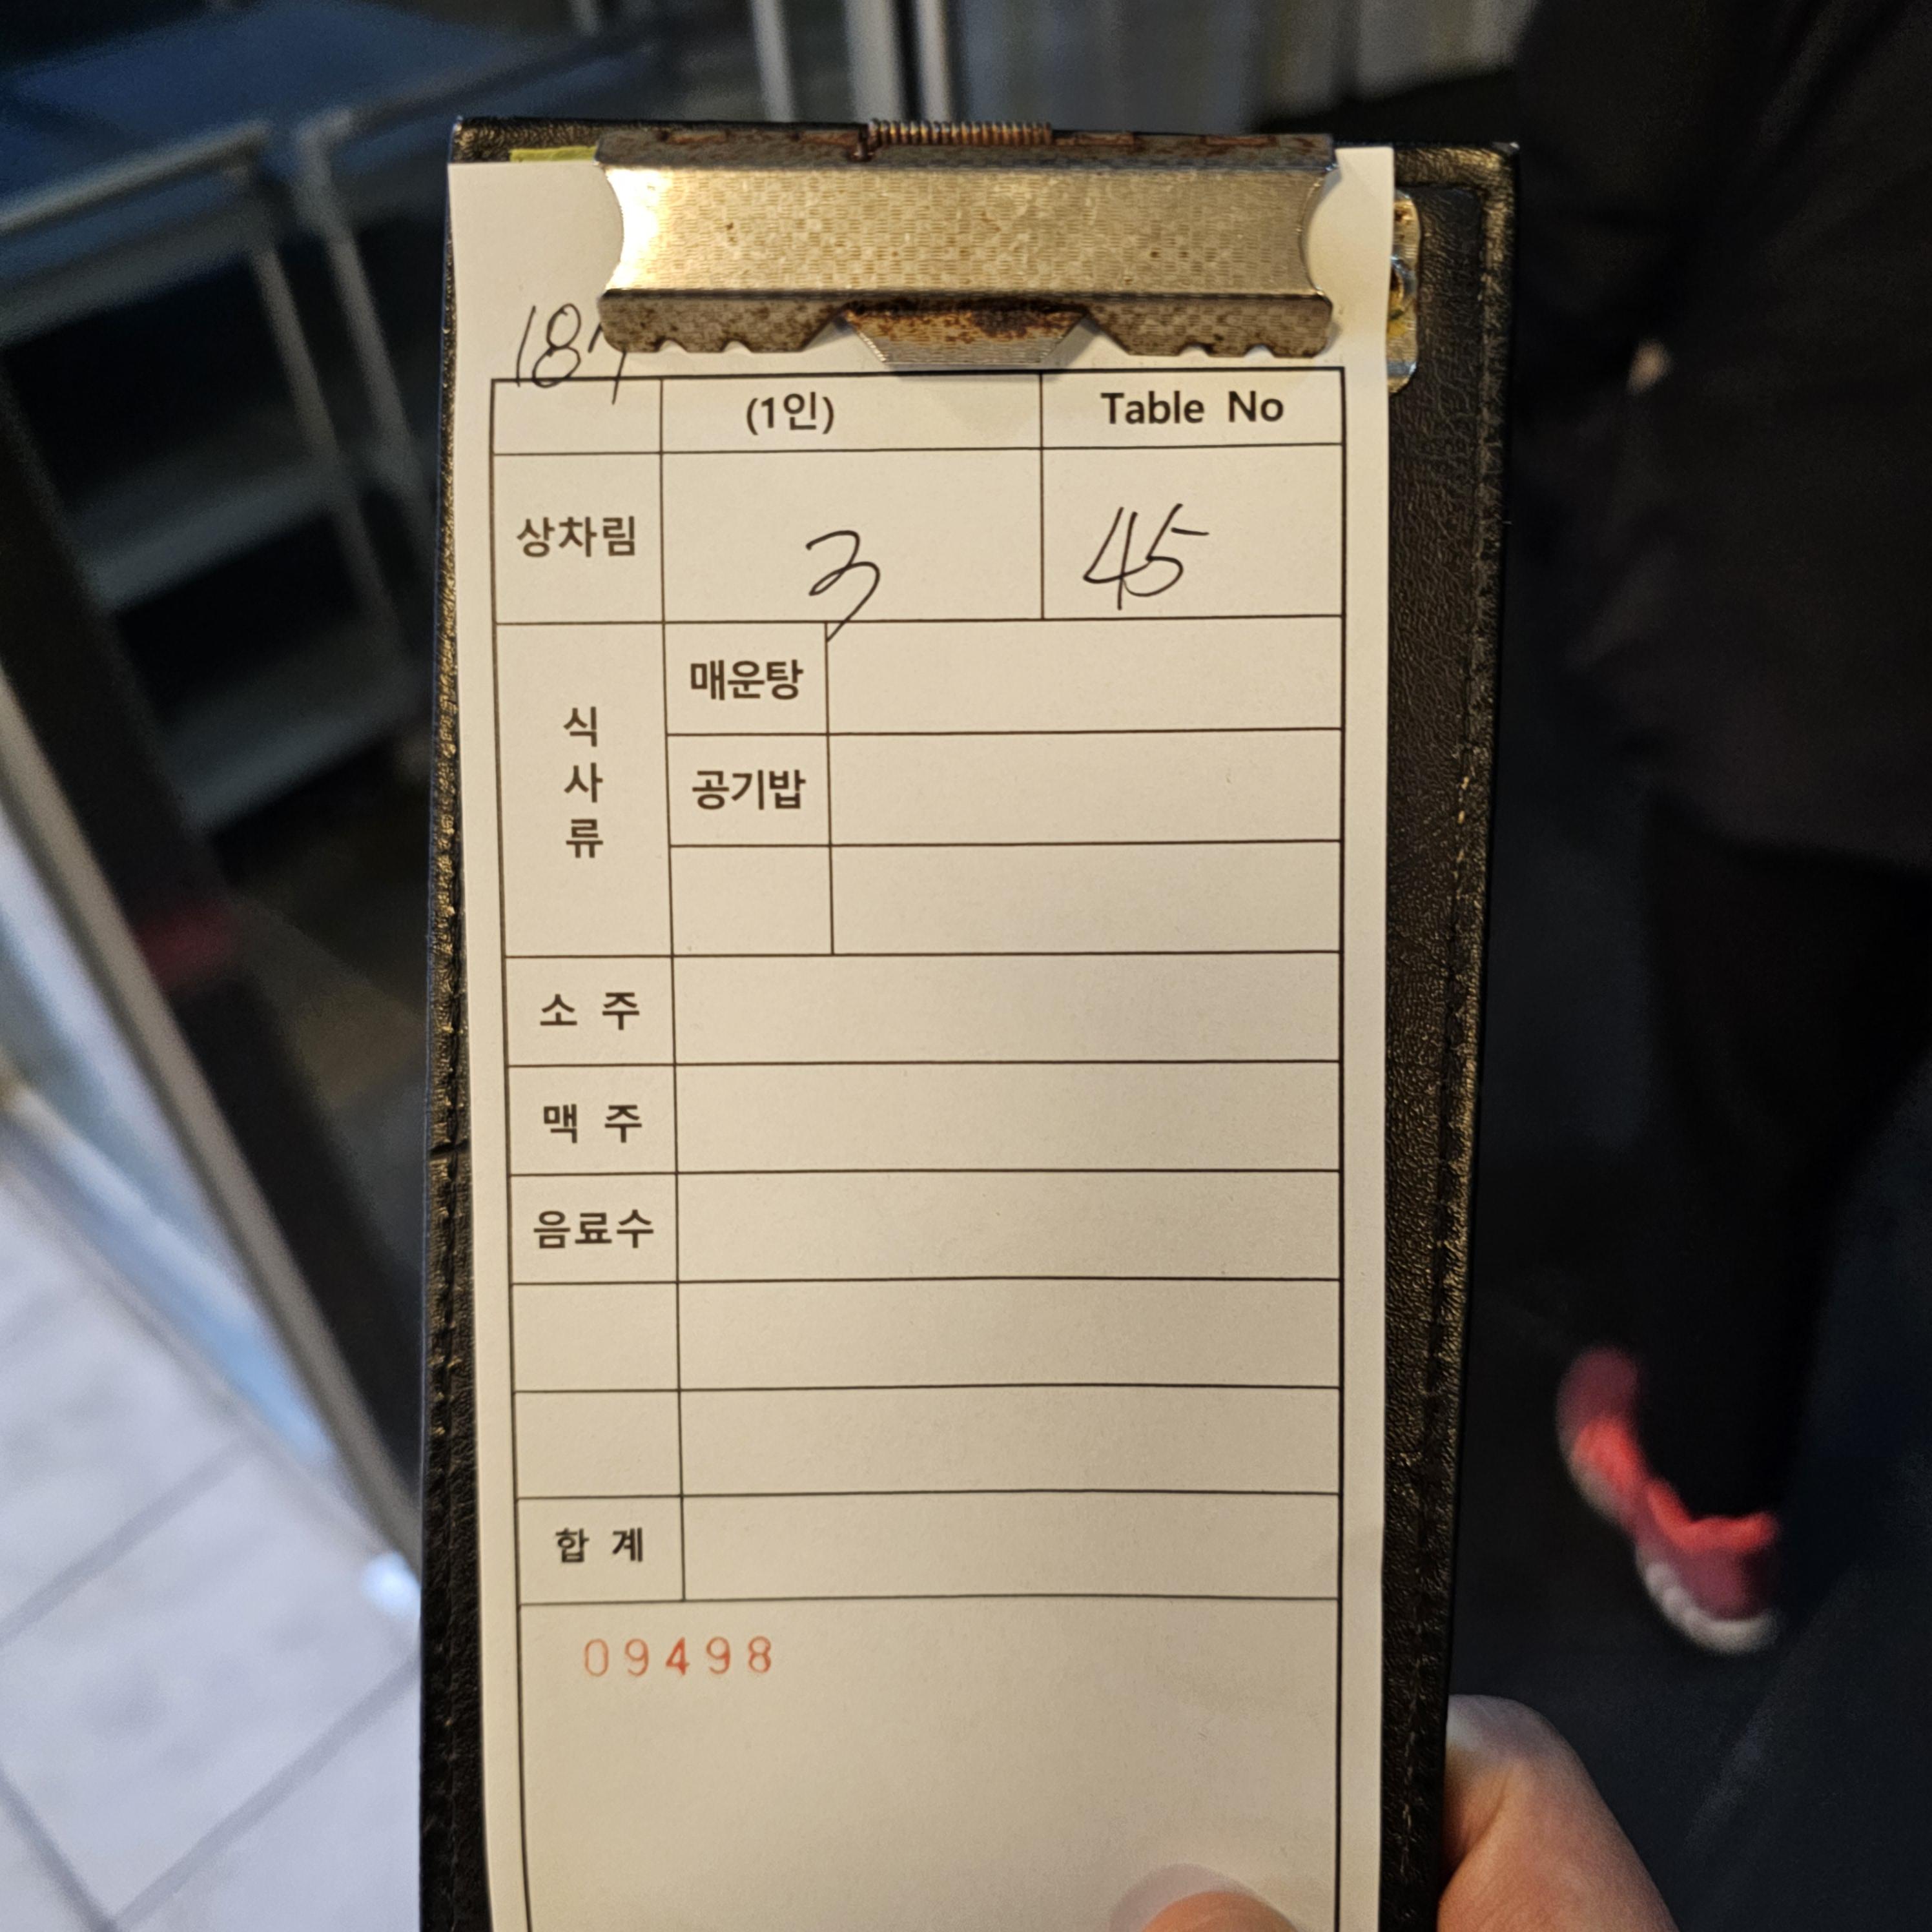 187
(1인) Table No
상차림 3 45
식사류
매운탕
공기밥
소 주
맥 주
음료수
합 계
09498